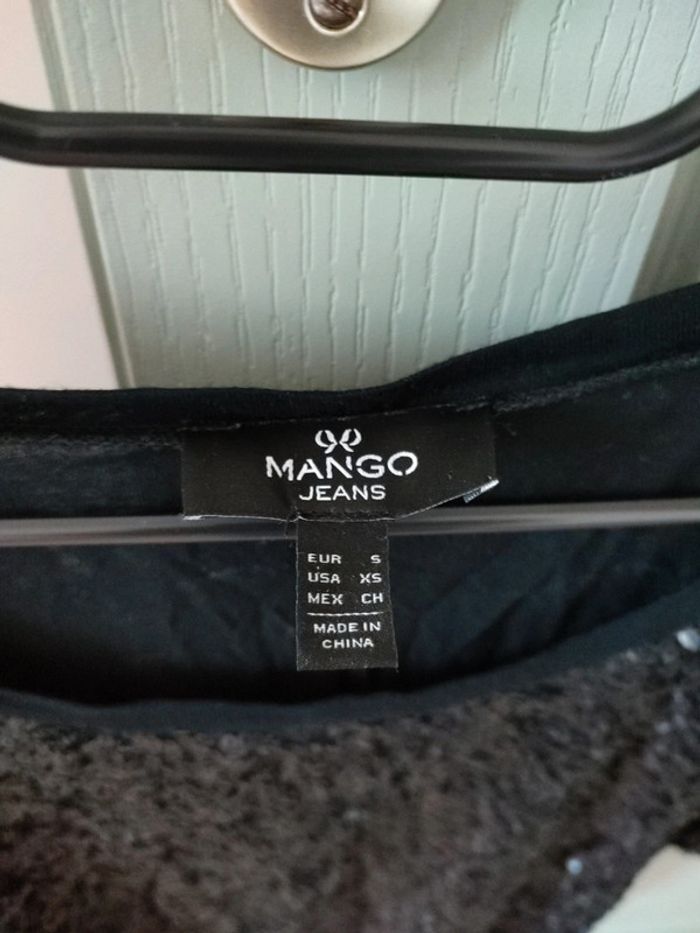 MANGO
JEANS
EUR S
USA XS
MEX CH
MADE IN
CHINA